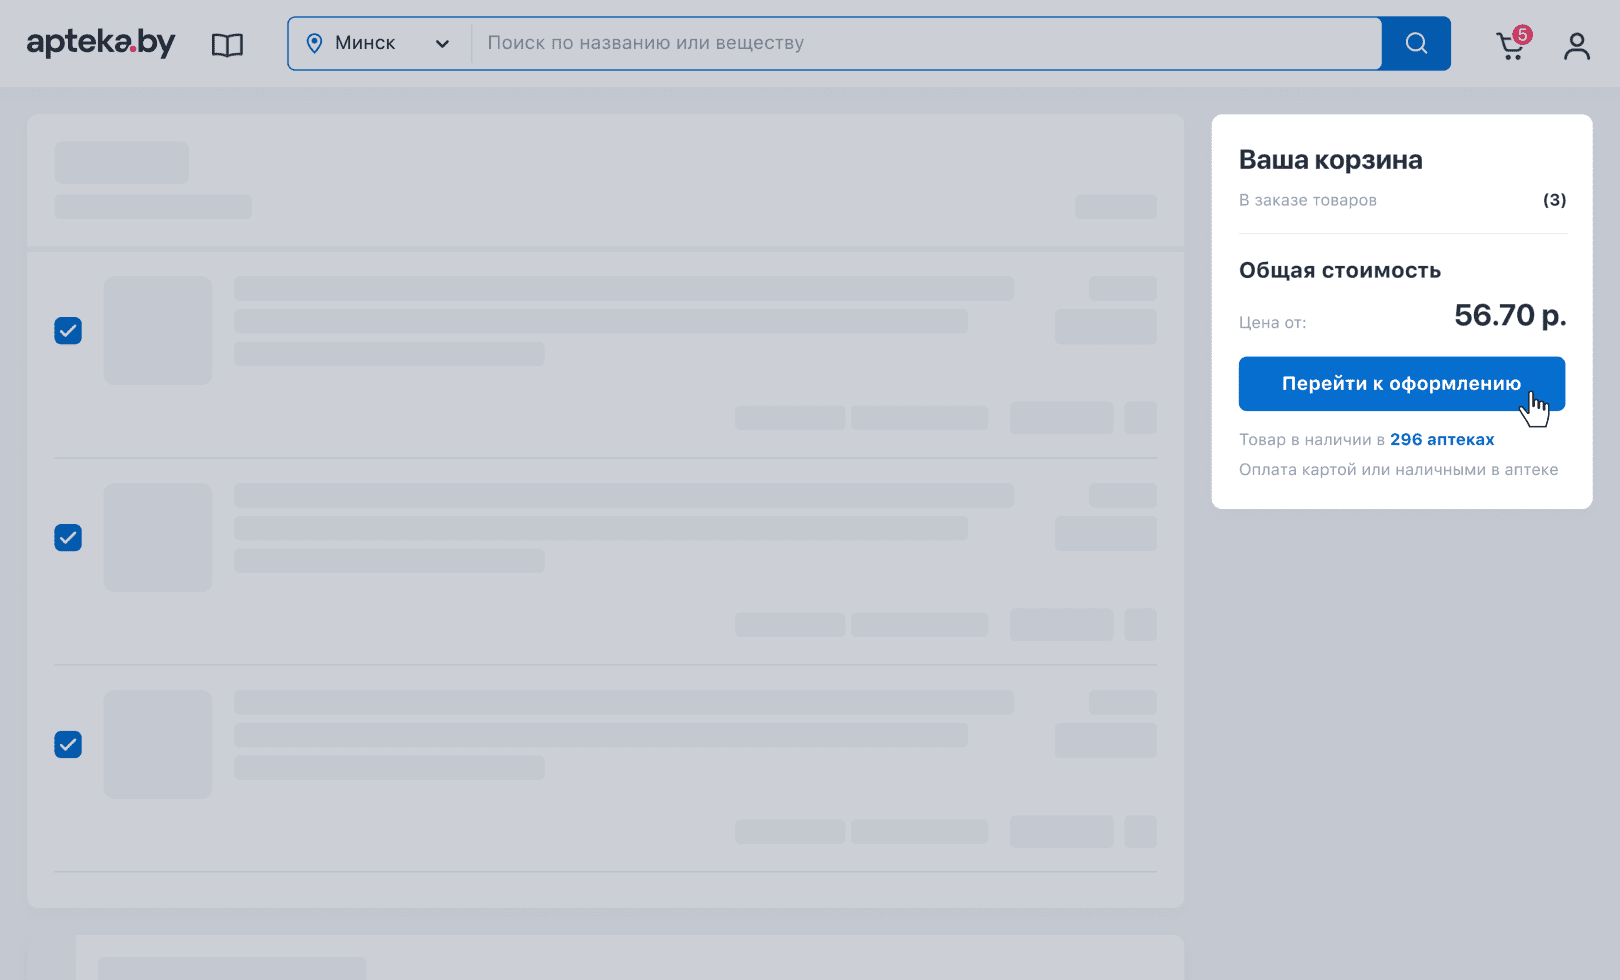 apteka.by
Минск
Поиск по названию или веществу
5
Ваша корзина
В заказе товаров (3)
Общая стоимость
Цена от: 56.70 р.
Перейти к оформлению
Товар в наличии в 296 аптеках
Оплата картой или наличными в аптеке